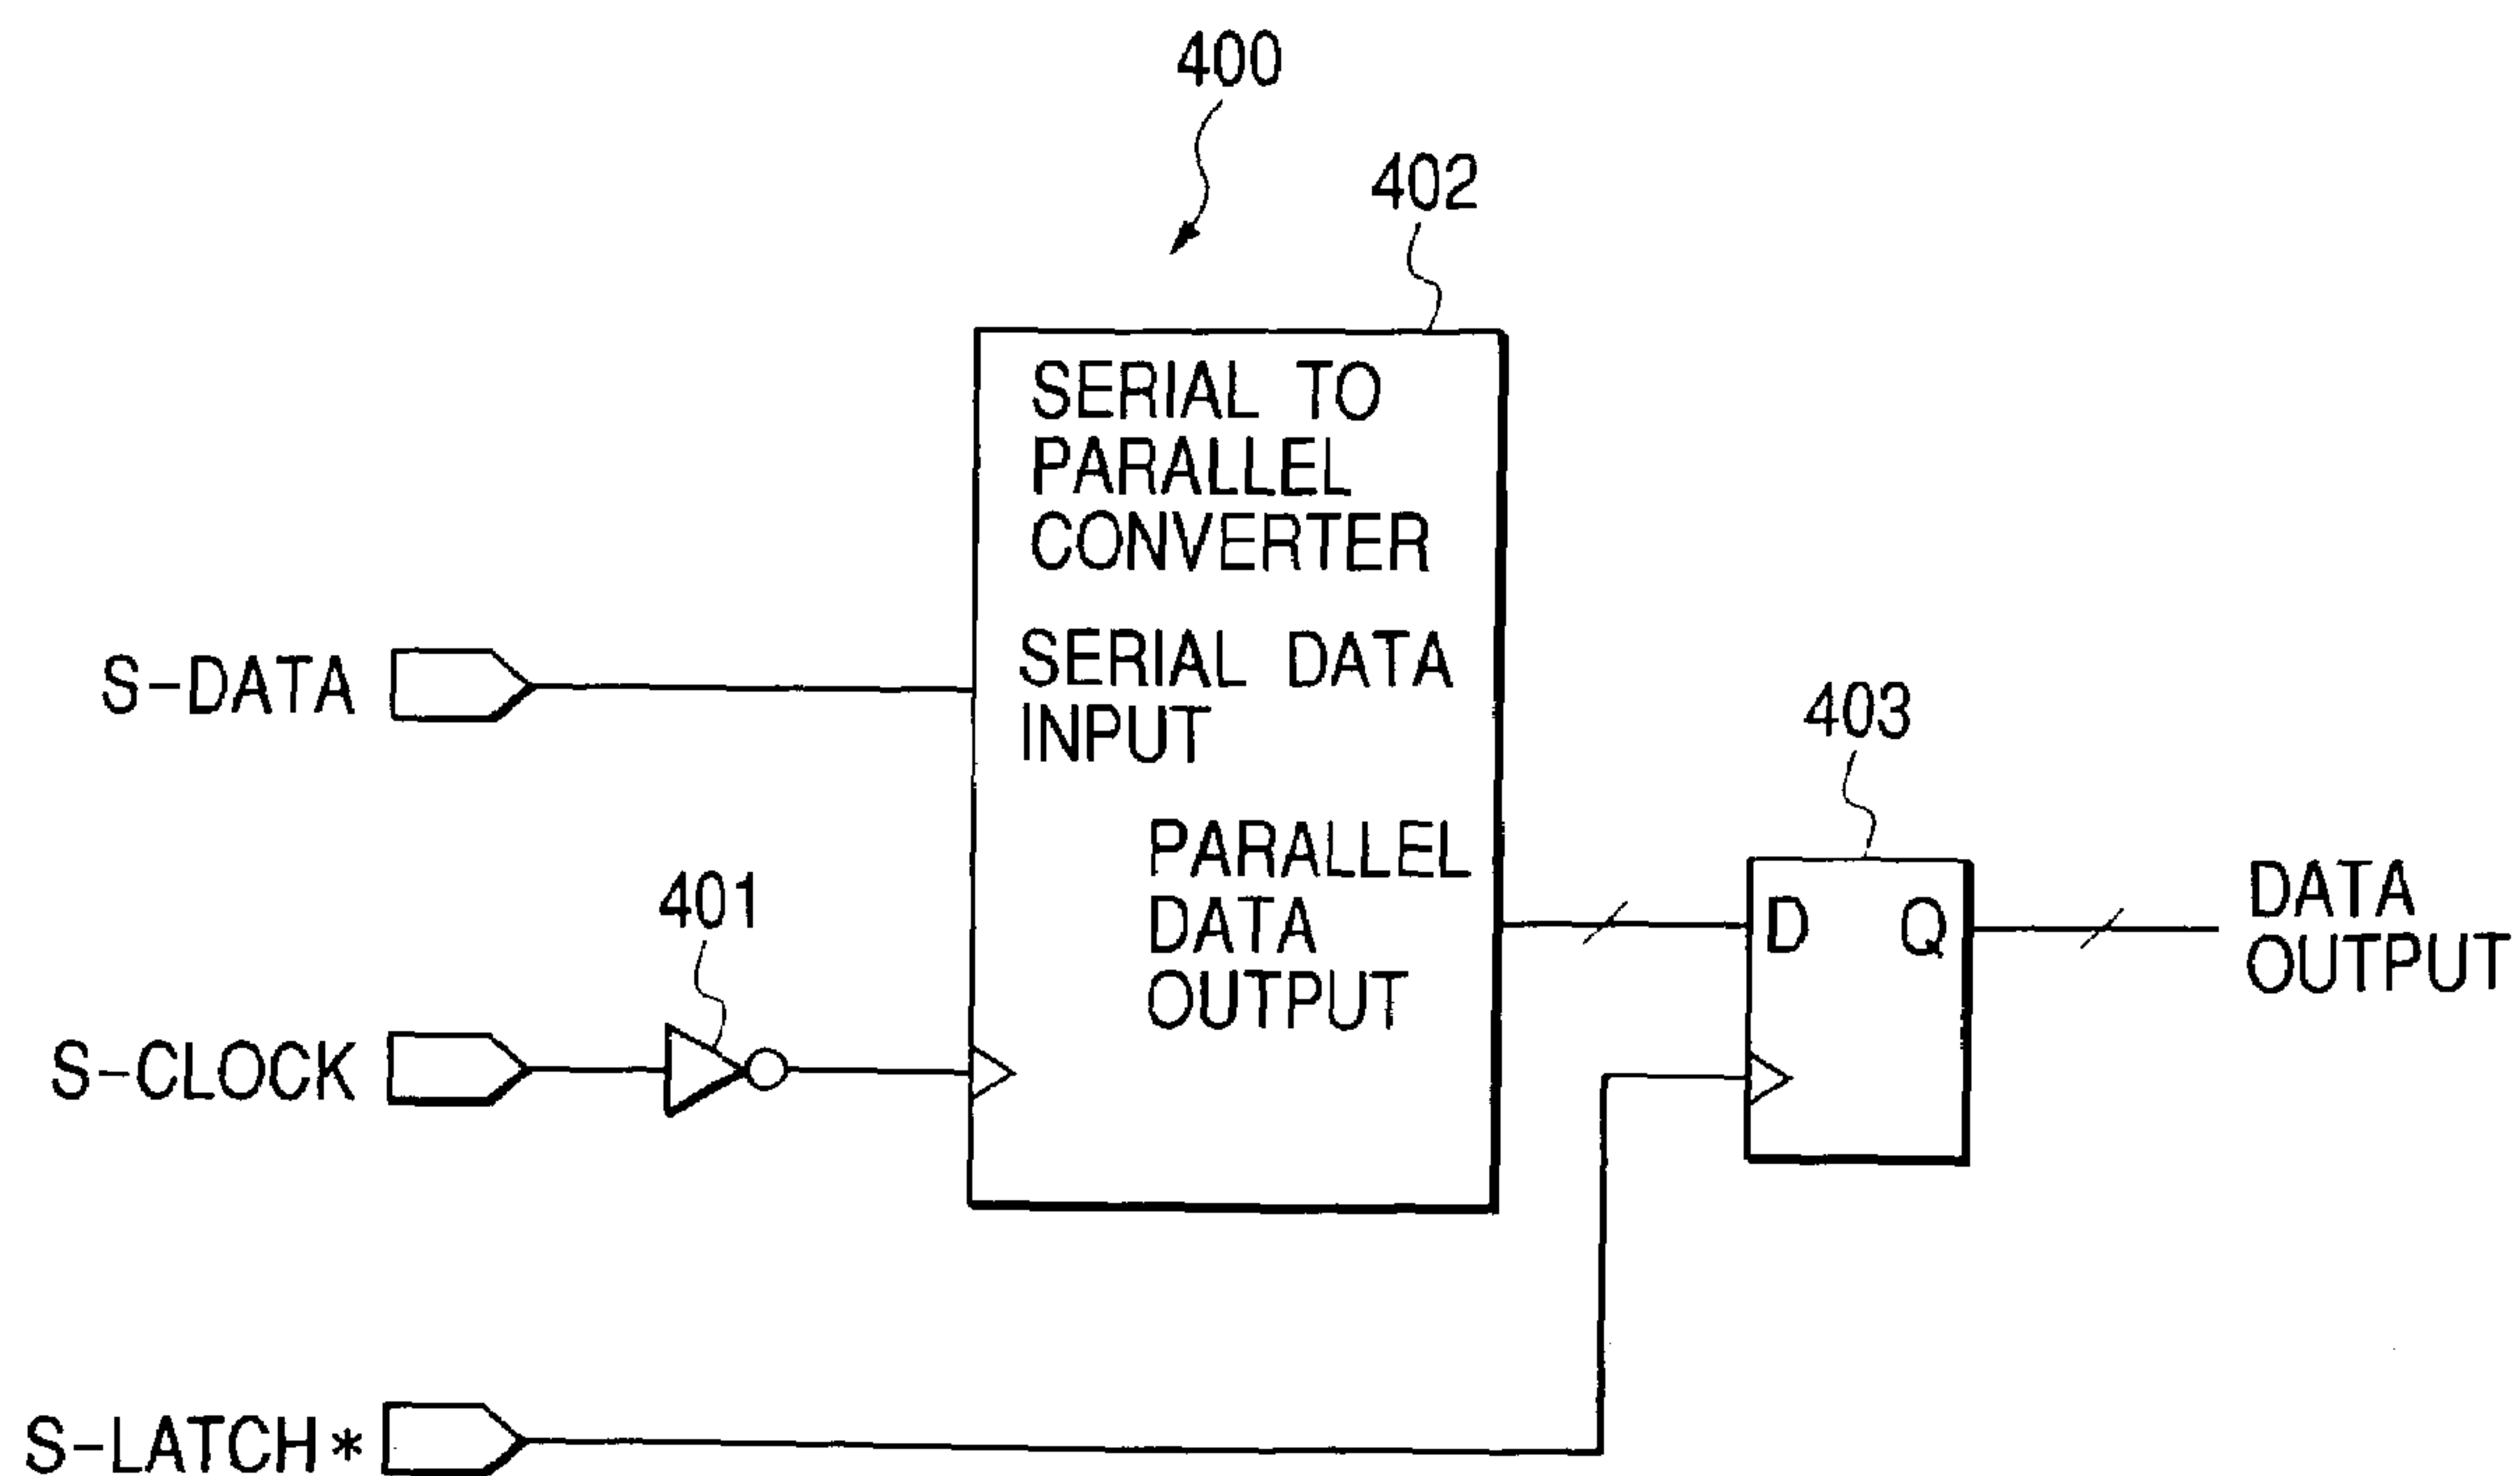 400
402
SERIAL TO
PARALLEL
CONVERTER
SERIAL DATA
INPUT
S-DATA
403
PARALLEL
DATA
OUTPUT
401
D Q
DATA
OUTPUT
S-CLOCK
S-LATCH*